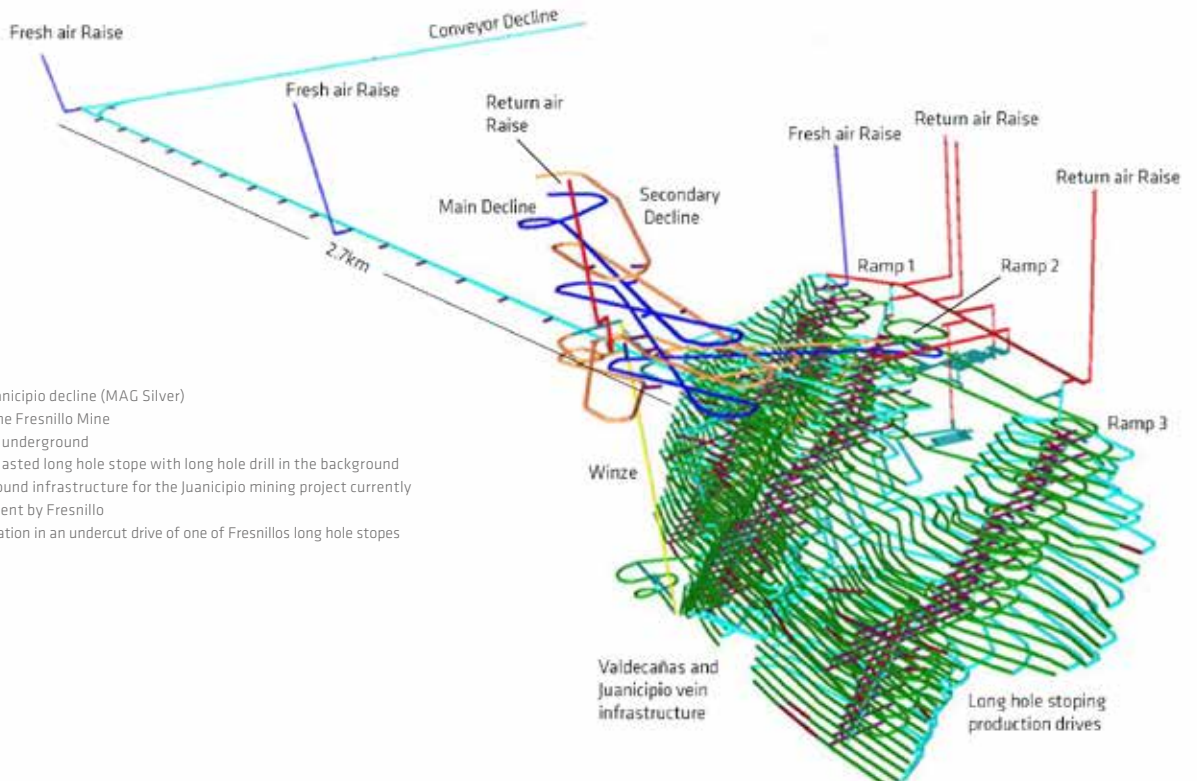 Conveyor Decline
Fresh air Raise
Fresh air Raise
Return air
Raise
Return air Raise
Fresh air Raise
Return air Raise
Main Decline
Secondary
Decline
2.7km
Ramp 1
Ramp 2
anicipio decline (MAG Silver)
ne Fresnillo Mine
underground
asted long hole stope with long hole drill in the background
ound infrastructure for the Juanicipio mining project currently
ent by Fresnillo
ation in an undercut drive of one of Fresnillos long hole stopes
Ramp 3
Winze
Valdecañas and
Juanicipio vein
infrastructure
Long hole stoping
production drives